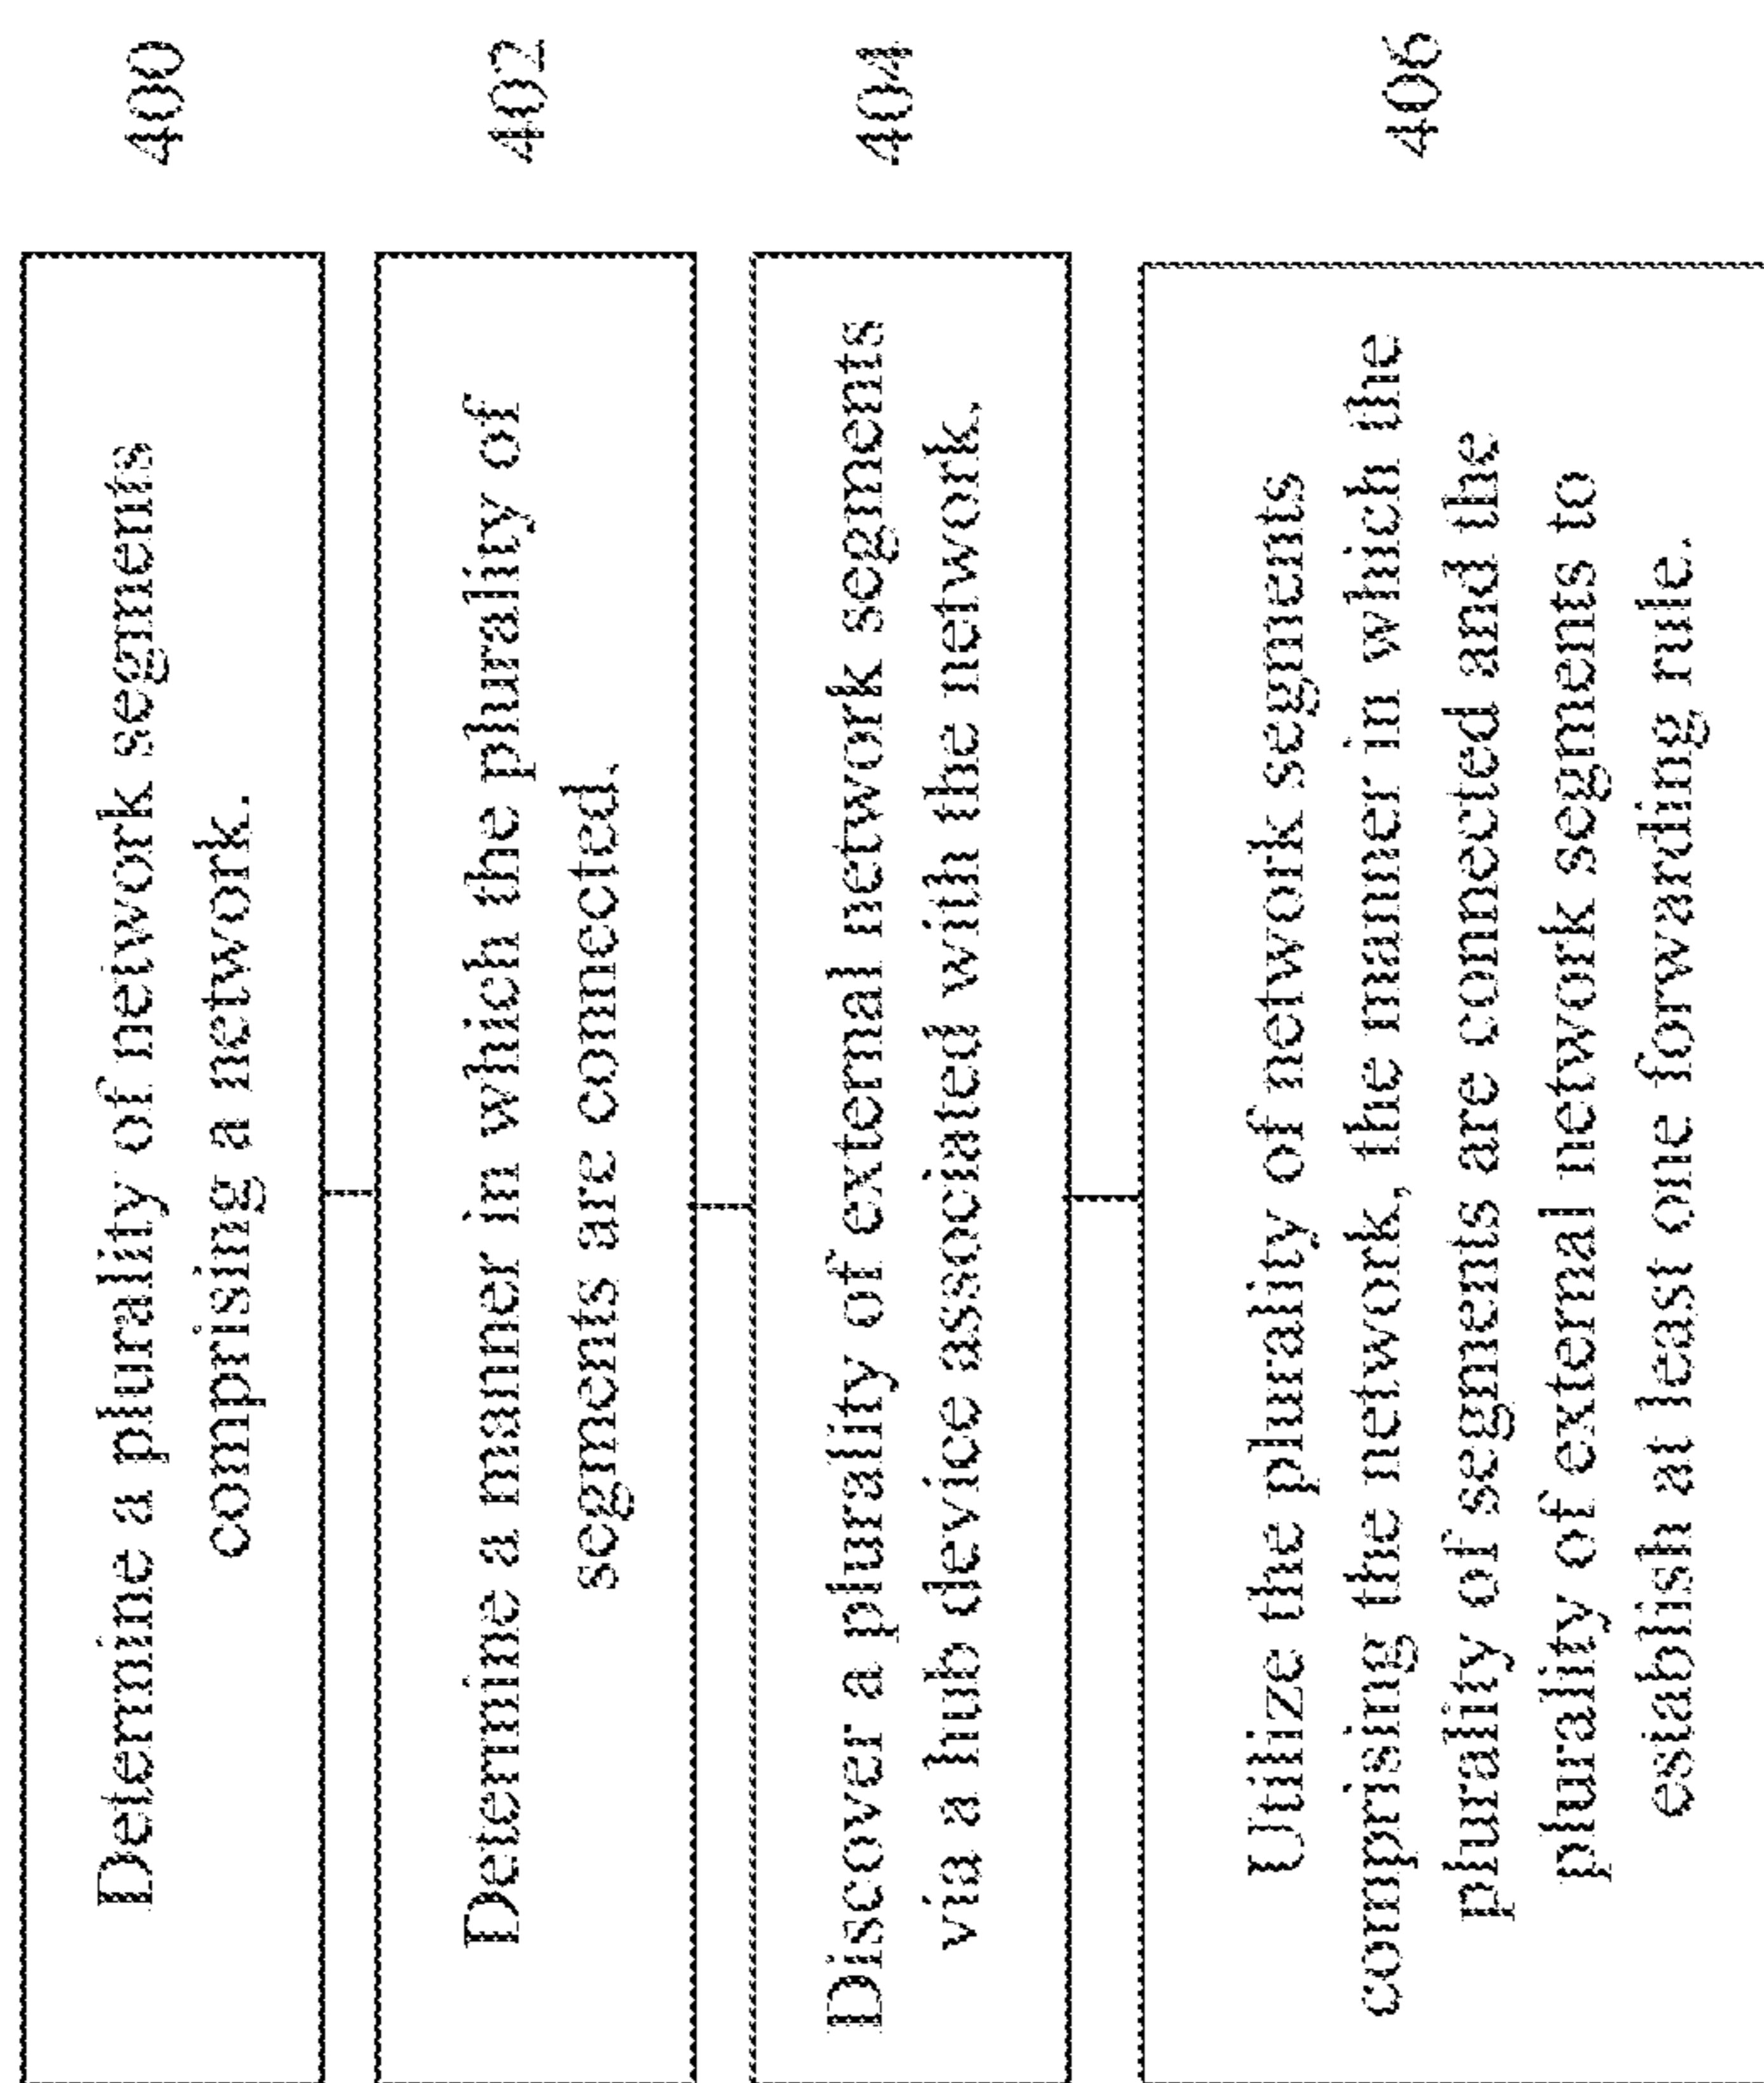 Determine a plurality of network segments
comprising a network.
400
Determine a manner in which the plurality of
segments are connected.
402
Discover a plurality of external network segments
via a hub device associated with the network.
404
Utilize the plurality of network segments
comprising the network, the manner in which the
plurality of segments are connected and the
plurality of external network segments to
establish at least one forwarding rule.
406